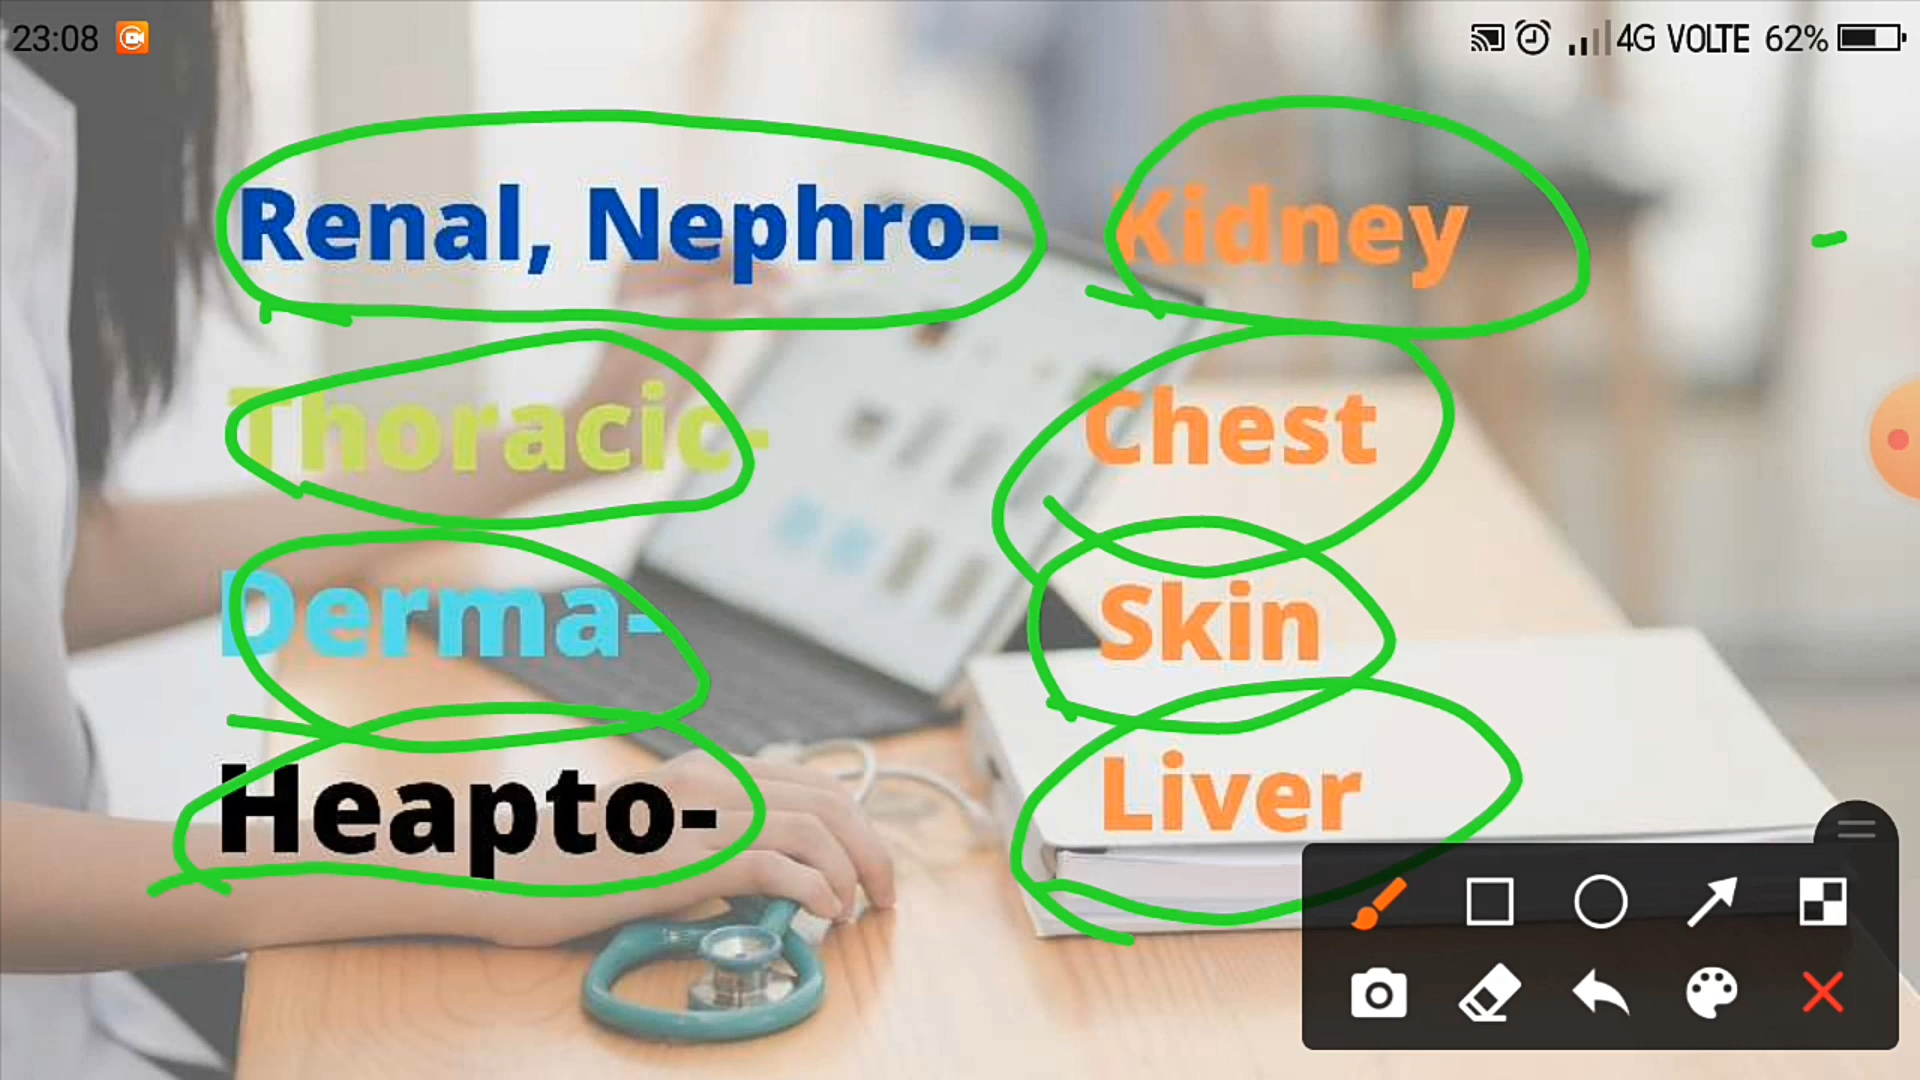 23:08 4G VOLTE 62%
Renal, Nephro- Kidney
Thoracic- Chest
Derma- Skin
Heapto- Liver